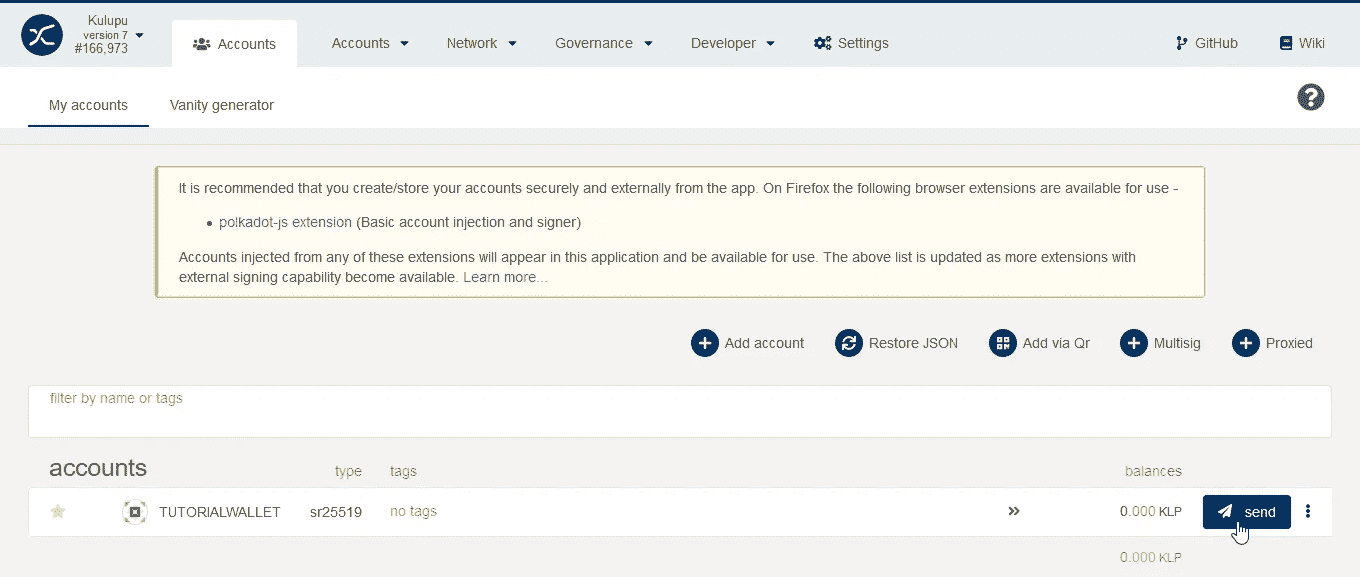 Kulupu
version 7
#166,973
Accounts
Accounts
Network
Governance
Developer
Settings
GitHub
Wiki
My accounts
Vanity generator
It is recommended that you create/store your accounts securely and externally from the app. On Firefox the following browser extensions are available for use -
• polkadot-js extension (Basic account injection and signer)
Accounts injected from any of these extensions will appear in this application and be available for use. The above list is updated as more extensions with
external signing capability become available. Learn more...
Add account
Restore JSON
Add via Qr
Multisig
Proxied
filter by name or tags
accounts type tags balances
TUTORIALWALLET sr25519 no tags 0.000 KLP send
0.000 KLP